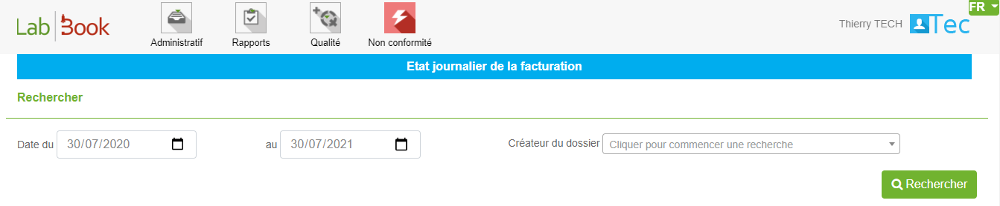 FR
Lab Book
Administratif
Rapports
Qualité
Non conformité
Thierry TECH
Tec
Etat journalier de la facturation
Rechercher
Date du 30/07/2020 au 30/07/2021 Créateur du dossier Cliquer pour commencer une recherche
Rechercher